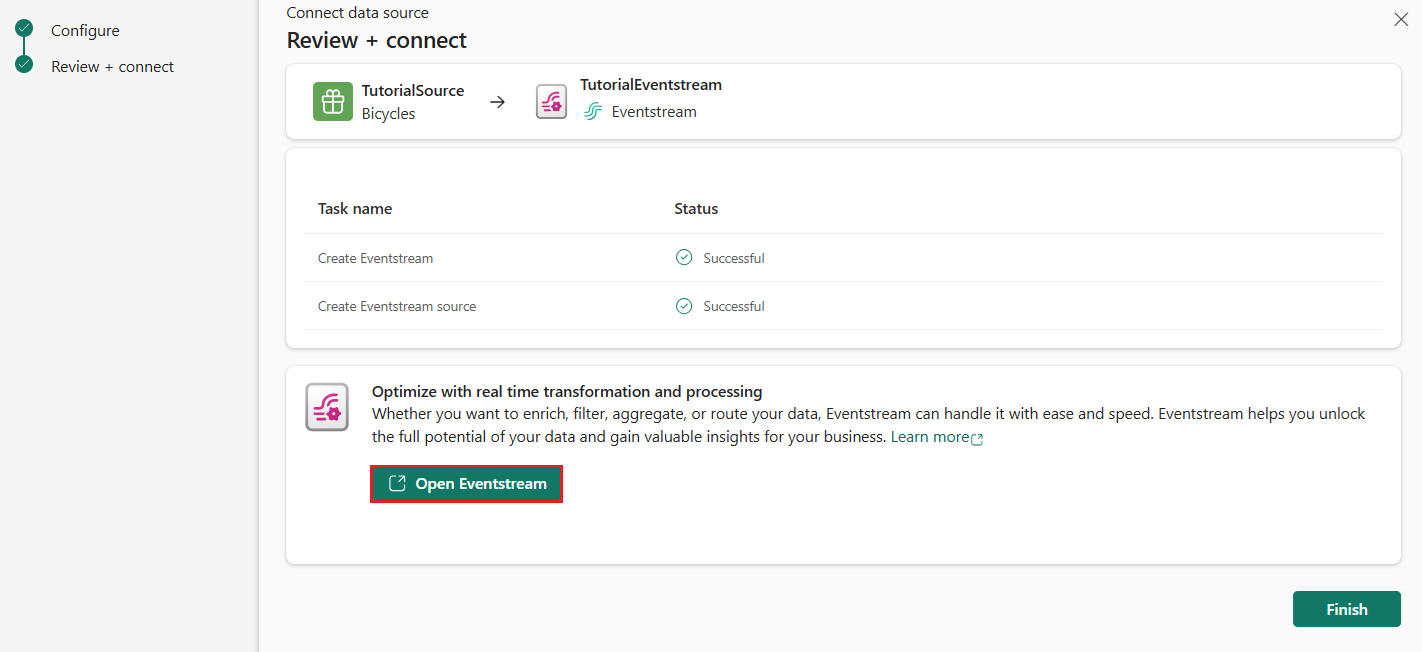 Configure
Review + connect
Connect data source
Review + connect
TutorialSource
Bicycles
TutorialEventstream
Eventstream
Task name Status
Create Eventstream Successful
Create Eventstream source Successful
Optimize with real time transformation and processing
Whether you want to enrich, filter, aggregate, or route your data, Eventstream can handle it with ease and speed. Eventstream helps you unlock
the full potential of your data and gain valuable insights for your business. Learn more
Open Eventstream
Finish